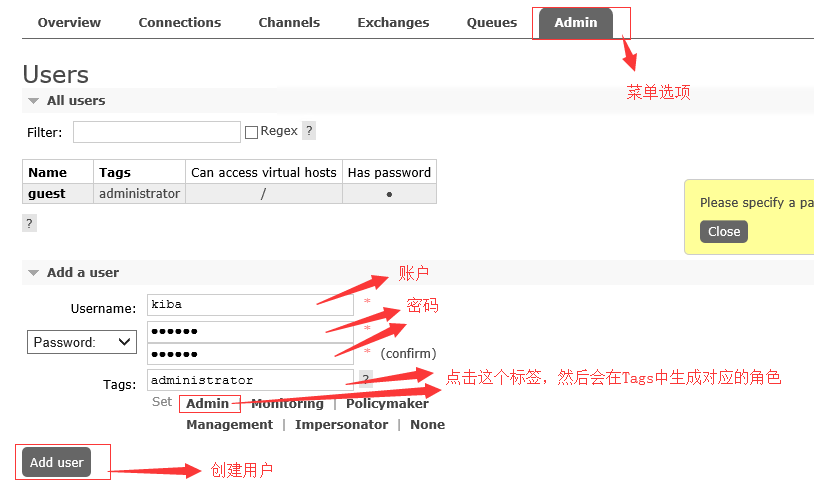 Overview Connections Channels Exchanges Queues Admin
菜单选项
Users
All users
Filter: Regex ?
Name Tags Can access virtual hosts Has password
guest administrator / ●
?
Please specify a pa
Close
Add a user
账户
Username: kiba *
密码
Password: ●●●●●● *
●●●●●● * (confirm)
Tags: administrator ?
点击这个标签，然后会在Tags中生成对应的角色
Set Admin Monitoring | Policymaker
Management | Impersonator | None
Add user
创建用户